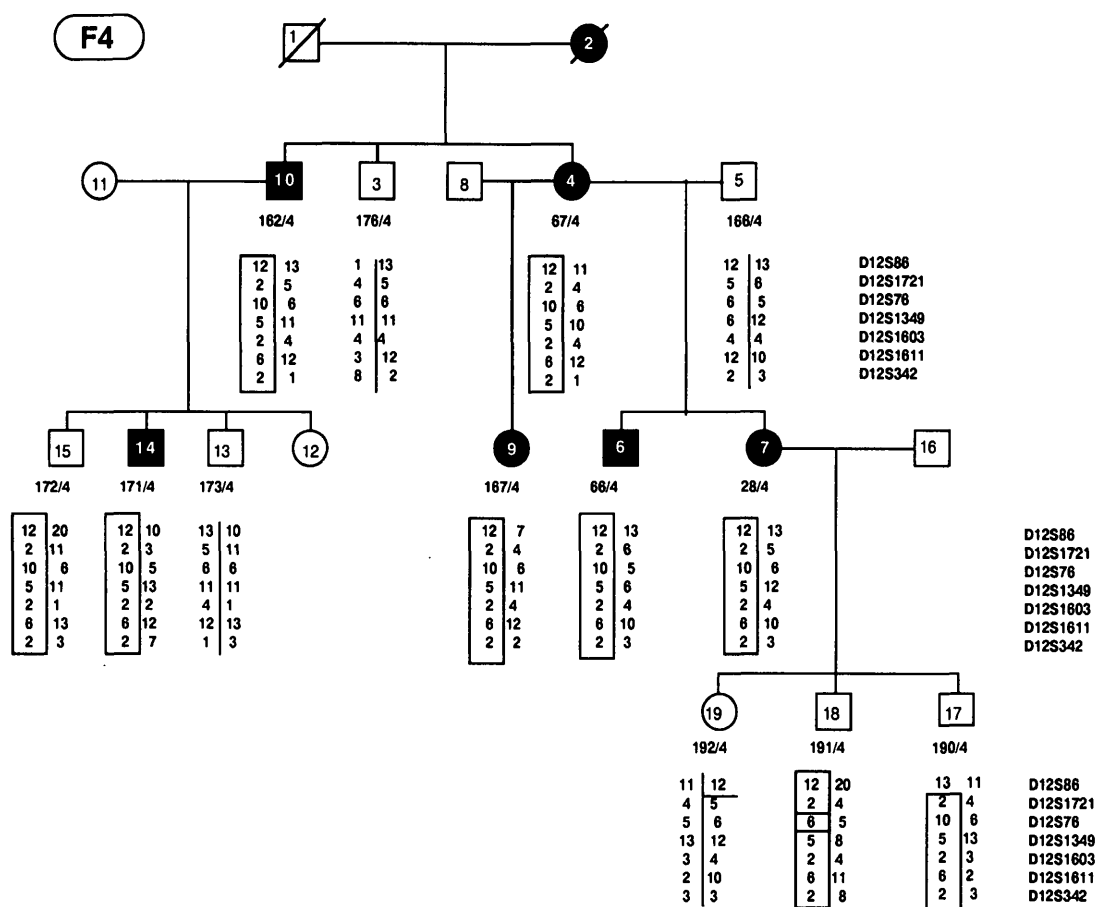 F4
1 2
11 10 3 8 4 5
162/4 176/4 67/4 166/4
12 13 1 13 12 11 12 13 D12S86
2 5 4 5 2 4 5 6 D12S1721
10 6 6 6 10 6 6 5 D12S76
5 11 11 11 5 10 6 12 D12S1349
2 4 4 4 2 4 4 4 D12S1603
6 12 3 12 6 12 12 10 D12S1611
2 1 8 2 2 1 2 3 D12S342
15 14 13 12 9 6 7 16
172/4 171/4 173/4 167/4 66/4 28/4
12 20 12 10 13 10 12 7 12 13 12 13 D12S86
2 11 2 3 5 11 2 4 2 6 2 5 D12S1721
10 6 10 5 6 6 10 6 10 5 10 6 D12S76
5 11 5 13 11 11 5 11 5 6 5 12 D12S1349
2 1 2 2 4 1 2 4 2 4 2 4 D12S1603
6 13 6 12 12 13 6 12 6 10 6 10 D12S1611
2 3 2 7 1 3 2 2 2 3 2 3 D12S342
19 18 17
192/4 191/4 190/4
11 12 12 20 13 11 D12S86
4 5 2 4 2 4 D12S1721
5 6 6 5 10 6 D12S76
13 12 5 8 5 13 D12S1349
3 4 2 4 2 3 D12S1603
2 10 6 11 6 2 D12S1611
3 3 2 8 2 3 D12S342